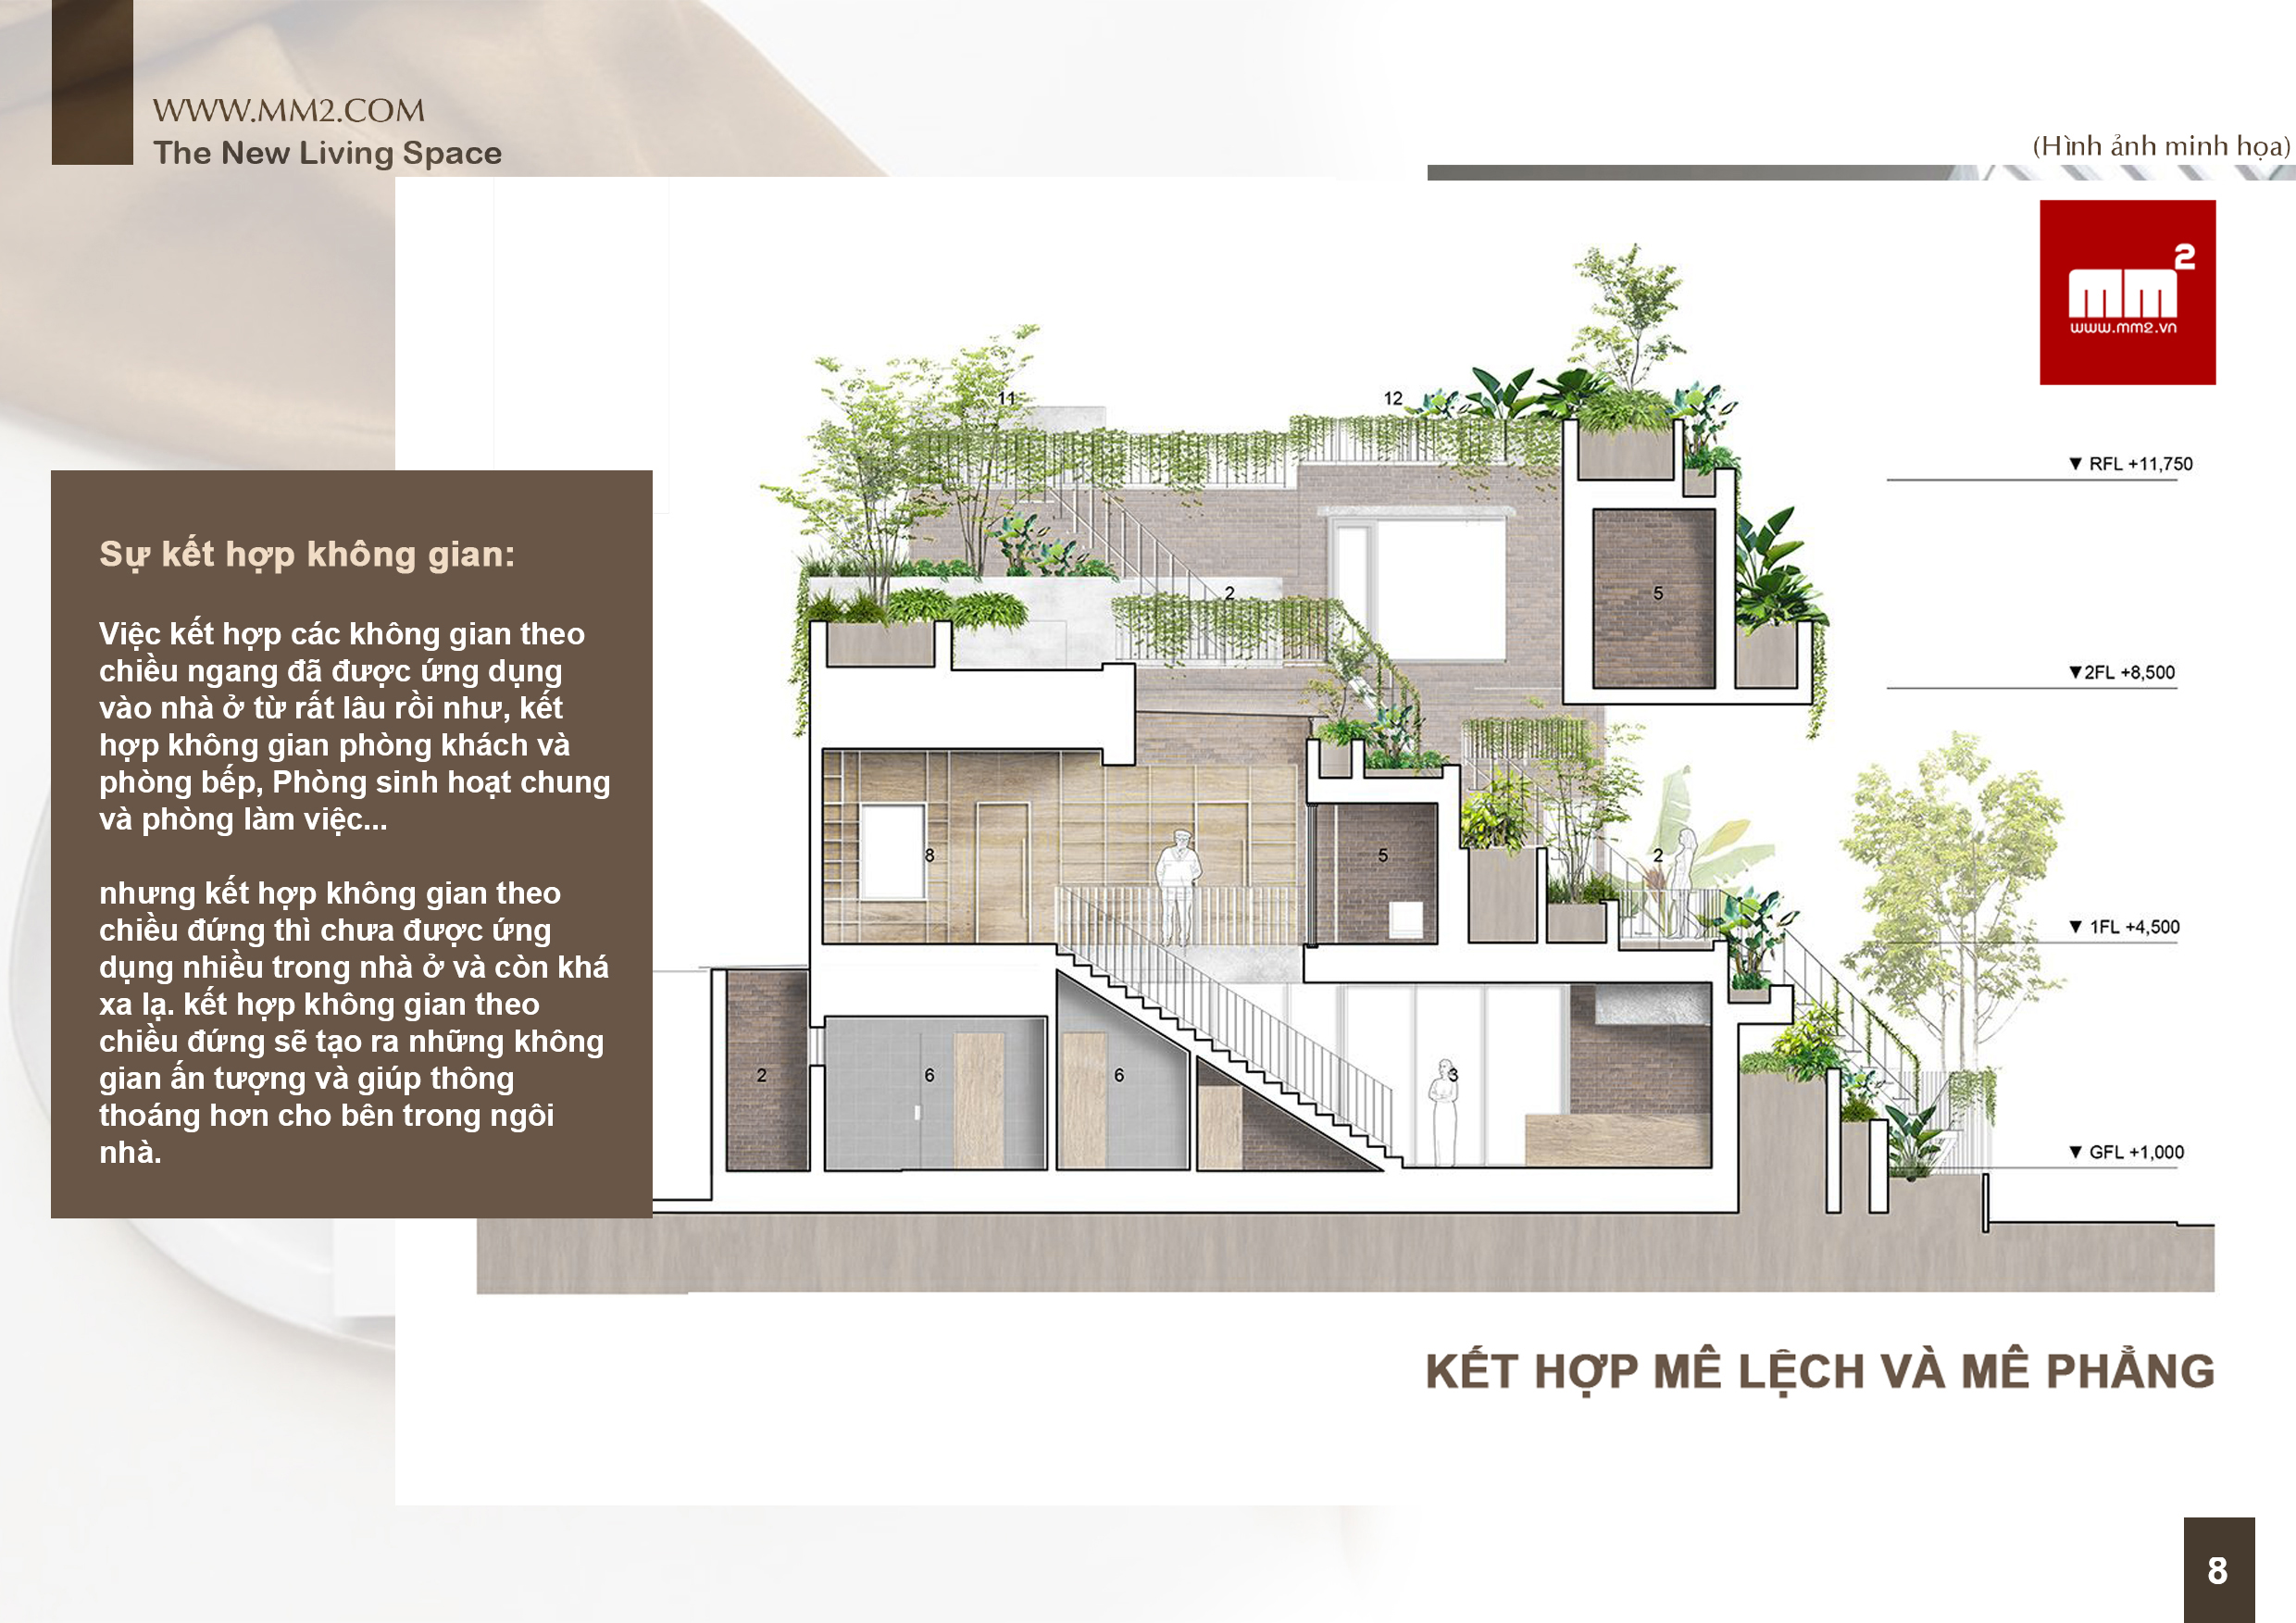 WWW.MM2.COM
The New Living Space
(Hình ảnh minh họa)
mm2
www.mm2.vn
11
12
▼ RFL +11,750
Sự kết hợp không gian:
2
5
Việc kết hợp các không gian theo
chiều ngang đã được ứng dụng
vào nhà ở từ rất lâu rồi như, kết
hợp không gian phòng khách và
phòng bếp, Phòng sinh hoạt chung
và phòng làm việc...
▼2FL +8,500
8
5
2
nhưng kết hợp không gian theo
chiều đứng thì chưa được ứng
dụng nhiều trong nhà ở và còn khá
xa lạ. kết hợp không gian theo
chiều đứng sẽ tạo ra những không
gian ấn tượng và giúp thông
thoáng hơn cho bên trong ngôi
nhà.
▼ 1FL +4,500
2
6
6
3
▼ GFL +1,000
KẾT HỢP MÊ LỆCH VÀ MÊ PHẲNG
8